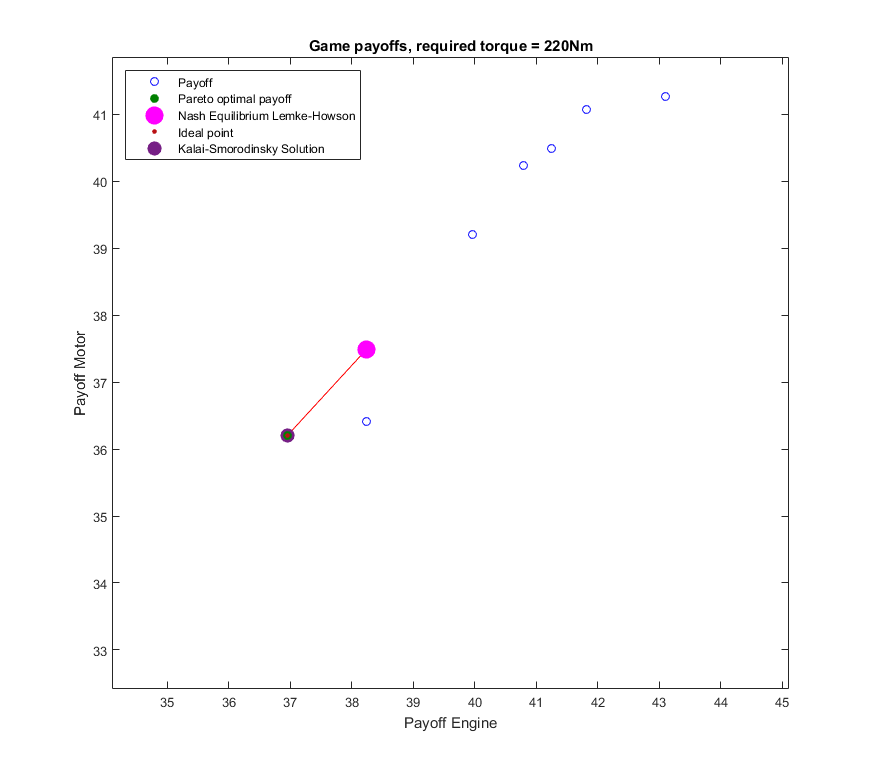 Game payoffs, required torque = 220Nm
Payoff
Pareto optimal payoff
Nash Equilibrium Lemke-Howson
Ideal point
Kalai-Smorodinsky Solution
Payoff Motor
41
40
39
38
37
36
35
34
33
35 36 37 38 39 40 41 42 43 44 45
Payoff Engine